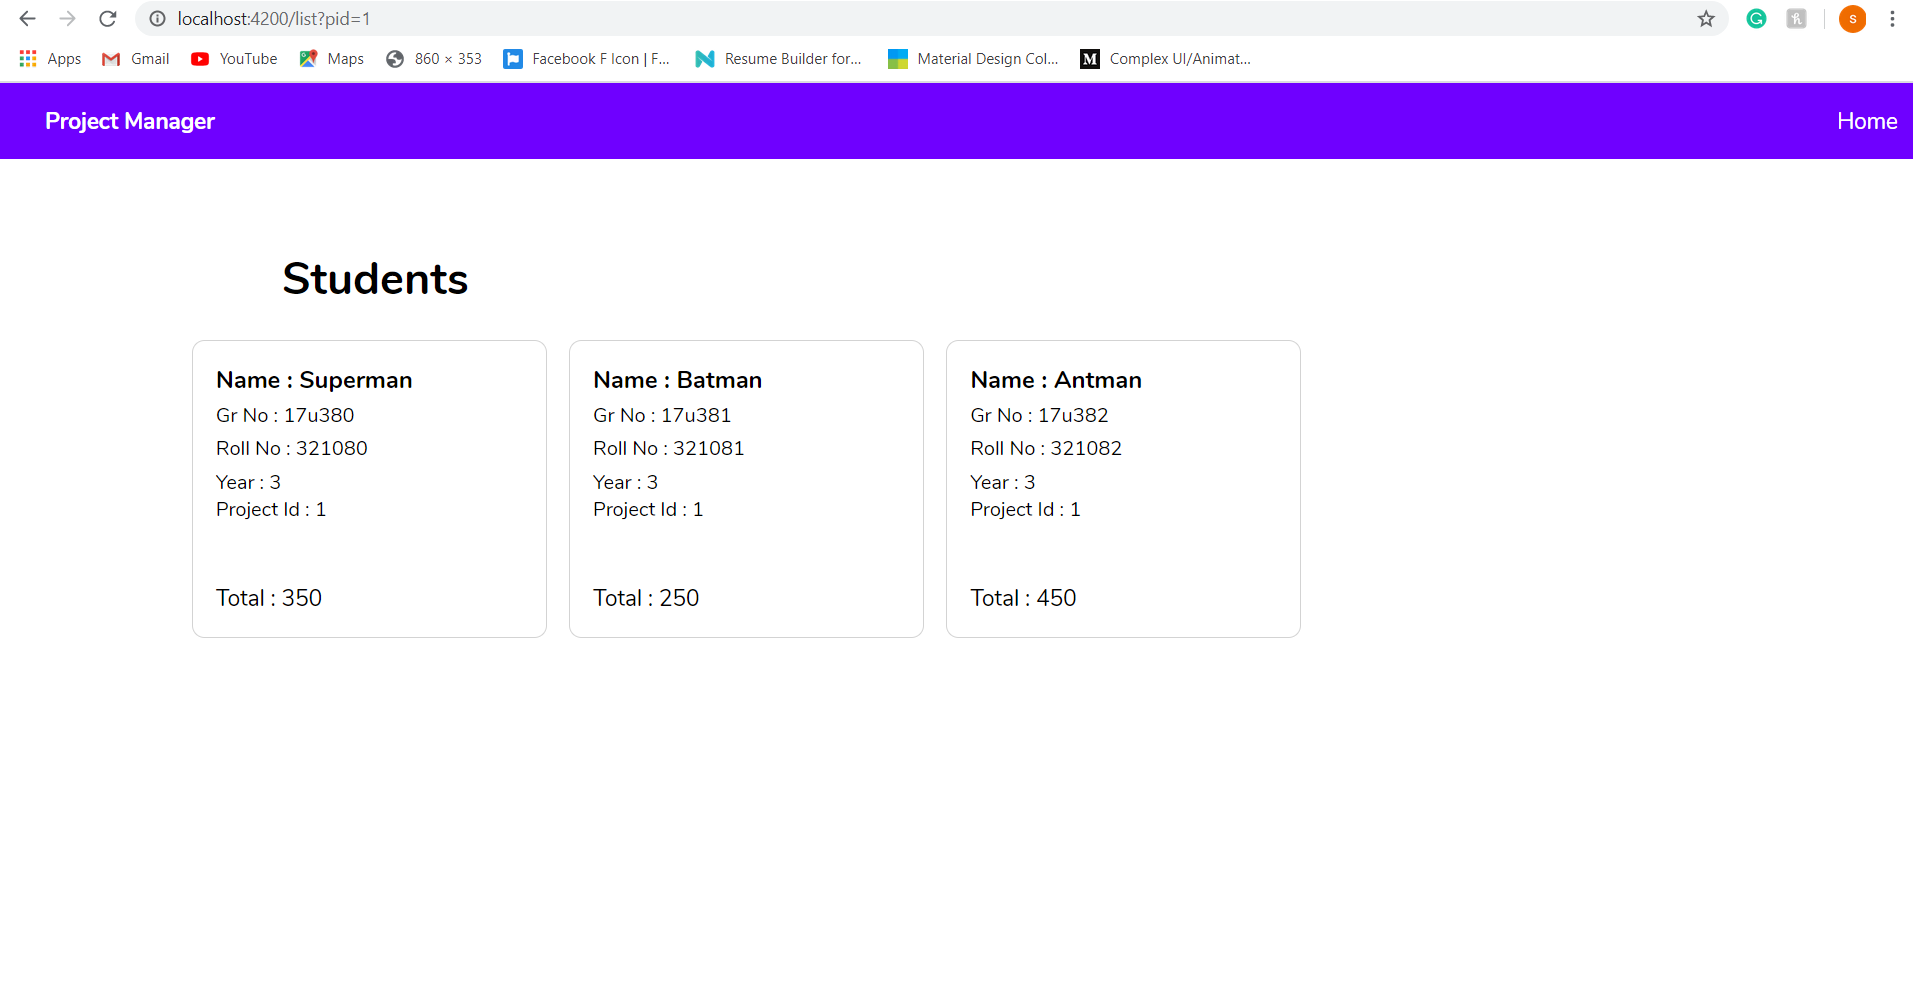 localhost:4200/list?pid=1
S
Apps Gmail YouTube Maps 860 × 353 Facebook F Icon | F... Resume Builder for... Material Design Col... M Complex UI/Animat...
Project Manager Home
Students
Name : Superman
Gr No : 17u380
Roll No : 321080
Year : 3
Project Id : 1
Total : 350
Name : Batman
Gr No : 17u381
Roll No : 321081
Year : 3
Project Id : 1
Total : 250
Name : Antman
Gr No : 17u382
Roll No : 321082
Year : 3
Project Id : 1
Total : 450